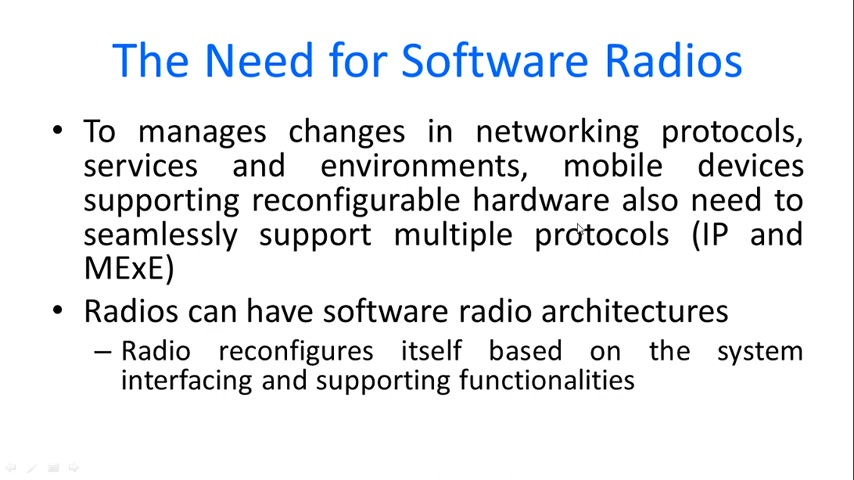 The Need for Software Radios
• To manages changes in networking protocols,
services and environments, mobile devices
supporting reconfigurable hardware also need to
seamlessly support multiple protocols (IP and
MExE)
• Radios can have software radio architectures
– Radio reconfigures itself based on the system
interfacing and supporting functionalities